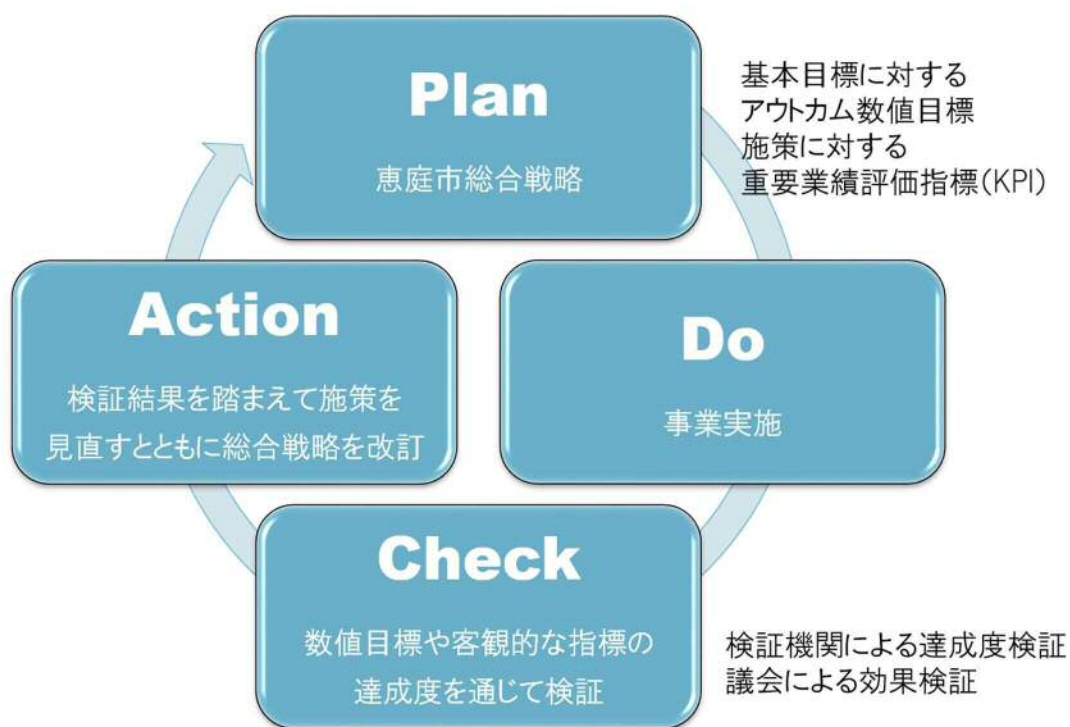 Plan
恵庭市総合戦略
基本目標に対する
アウトカム数値目標
施策に対する
重要業績評価指標(KPI)
Do
事業実施
Check
数値目標や客観的な指標の
達成度を通じて検証
検証機関による達成度検証
議会による効果検証
Action
検証結果を踏まえて施策を
見直すとともに総合戦略を改訂